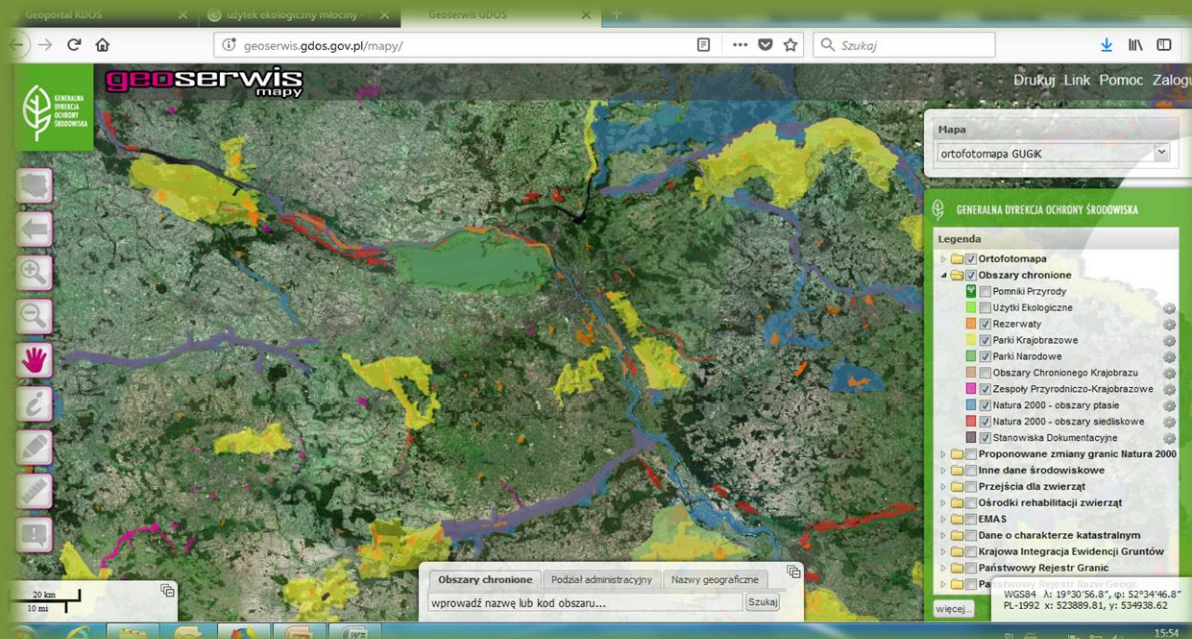 Geoportal RDOS
użytek ekologiczny miociny -
Geoserwis GDOŚ
geoserwis.gdos.gov.pl/mapy/
Szukaj
GENERALNA
DYREKCJA
OCHRONY
ŚRODOWISKA
geoserwis
mapy
Drukuj Link Pomoc Zalogu
Mapa
ortofotomapa GUGiK
GENERALNA DYREKCJA OCHRONY ŚRODOWISKA
Legenda
Ortofotomapa
Obszary chronione
Pomniki Przyrody
Użytki Ekologiczne
Rezerwaty
Parki Krajobrazowe
Parki Narodowe
Obszary Chronionego Krajobrazu
Zespoły Przyrodniczo-Krajobrazowe
Natura 2000 - obszary ptasie
Natura 2000 - obszary siedliskowe
Stanowiska Dokumentacyjne
Proponowane zmiany granic Natura 2000
Inne dane środowiskowe
Przejścia dla zwierząt
Ośrodki rehabilitacji zwierząt
EMAS
Dane o charakterze katastralnym
Krajowa Integracja Ewidencji Gruntów
Państwowy Rejestr Granic
Państwowy Rejestr Nazw Geogr.
więcej...
WGS84 λ: 19°30'56.8", φ: 52°34'46.8"
PL-1992 x: 523889.81, y: 534938.62
20 km
10 mi
Obszary chronione
Podział administracyjny
Nazwy geograficzne
wprowadź nazwę lub kod obszaru...
Szukaj
PL
15:54